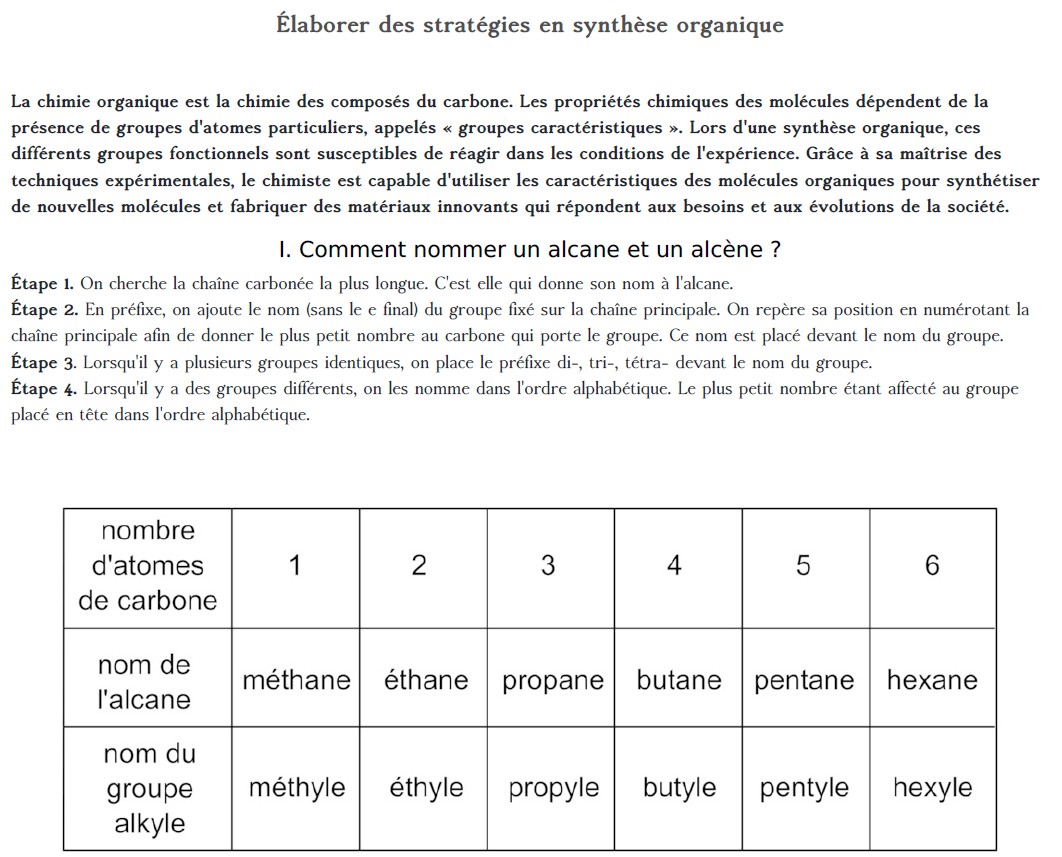 Élaborer des stratégies en synthèse organique
La chimie organique est la chimie des composés du carbone. Les propriétés chimiques des molécules dépendent de la
présence de groupes d'atomes particuliers, appelés « groupes caractéristiques ». Lors d'une synthèse organique, ces
différents groupes fonctionnels sont susceptibles de réagir dans les conditions de l'expérience. Grâce à sa maîtrise des
techniques expérimentales, le chimiste est capable d'utiliser les caractéristiques des molécules organiques pour synthétiser
de nouvelles molécules et fabriquer des matériaux innovants qui répondent aux besoins et aux évolutions de la société.
I. Comment nommer un alcane et un alcène ?
Étape 1. On cherche la chaîne carbonée la plus longue. C'est elle qui donne son nom à l'alcane.
Étape 2. En préfixe, on ajoute le nom (sans le e final) du groupe fixé sur la chaîne principale. On repère sa position en numérotant la
chaîne principale afin de donner le plus petit nombre au carbone qui porte le groupe. Ce nom est placé devant le nom du groupe.
Étape 3. Lorsqu'il y a plusieurs groupes identiques, on place le préfixe di-, tri-, tétra- devant le nom du groupe.
Étape 4. Lorsqu'il y a des groupes différents, on les nomme dans l'ordre alphabétique. Le plus petit nombre étant affecté au groupe
placé en tête dans l'ordre alphabétique.
nombre
d'atomes
de carbone
1 2 3 4 5 6
nom de
l'alcane
méthane éthane propane butane pentane hexane
nom du
groupe
alkyle
méthyle éthyle propyle butyle pentyle hexyle